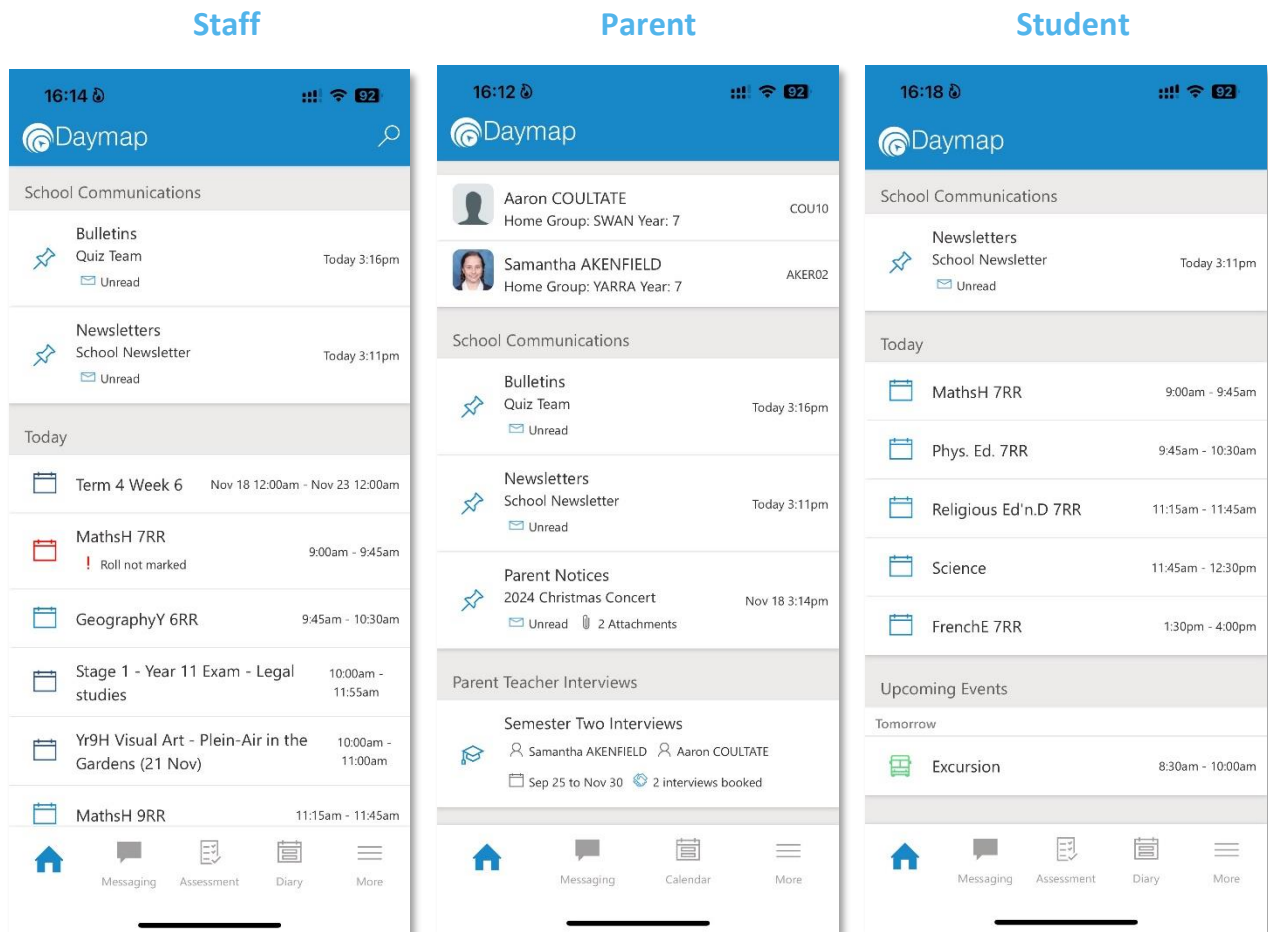 Staff
16:14
92
Daymap
School Communications
Bulletins
Quiz Team
Today 3:16pm
Unread
Newsletters
School Newsletter
Today 3:11pm
Unread
Today
Term 4 Week 6
Nov 18 12:00am - Nov 23 12:00am
MathsH 7RR
! Roll not marked
9:00am - 9:45am
GeographyY 6RR
9:45am - 10:30am
Stage 1 - Year 11 Exam - Legal
studies
10:00am -
11:55am
Yr9H Visual Art - Plein-Air in the
Gardens (21 Nov)
10:00am -
11:00am
MathsH 9RR
11:15am - 11:45am
Messaging
Assessment
Diary
More
Parent
16:12
92
Daymap
Aaron COULTATE
Home Group: SWAN Year: 7
COU10
Samantha AKENFIELD
Home Group: YARRA Year: 7
AKER02
School Communications
Bulletins
Quiz Team
Today 3:16pm
Unread
Newsletters
School Newsletter
Today 3:11pm
Unread
Parent Notices
2024 Christmas Concert
Nov 18 3:14pm
Unread 2 Attachments
Parent Teacher Interviews
Semester Two Interviews
Samantha AKENFIELD Aaron COULTATE
Sep 25 to Nov 30 2 interviews booked
Messaging
Calendar
More
Student
16:18
92
Daymap
School Communications
Newsletters
School Newsletter
Today 3:11pm
Unread
Today
MathsH 7RR
9:00am - 9:45am
Phys. Ed. 7RR
9:45am - 10:30am
Religious Ed'n.D 7RR
11:15am - 11:45am
Science
11:45am - 12:30pm
FrenchE 7RR
1:30pm - 4:00pm
Upcoming Events
Tomorrow
Excursion
8:30am - 10:00am
Messaging
Assessment
Diary
More